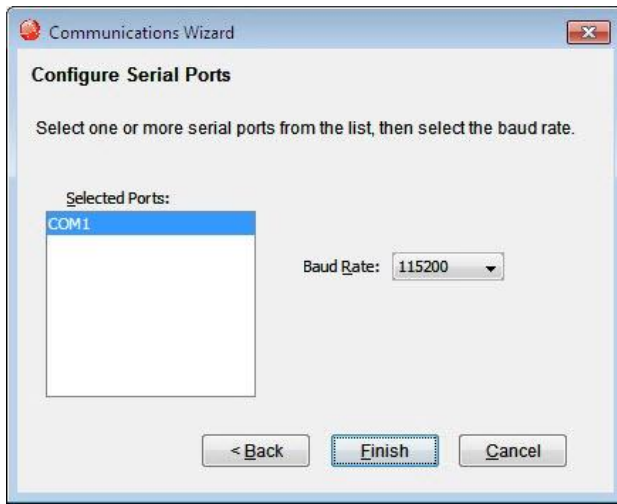 Communications Wizard
Configure Serial Ports
Select one or more serial ports from the list, then select the baud rate.
Selected Ports:
COM1
Baud Rate: 115200
< Back Finish Cancel